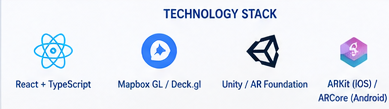 TECHNOLOGY STACK
React + TypeScript
Mapbox GL / Deck.gl
Unity / AR Foundation
ARKit (iOS) /
ARCore (Android)